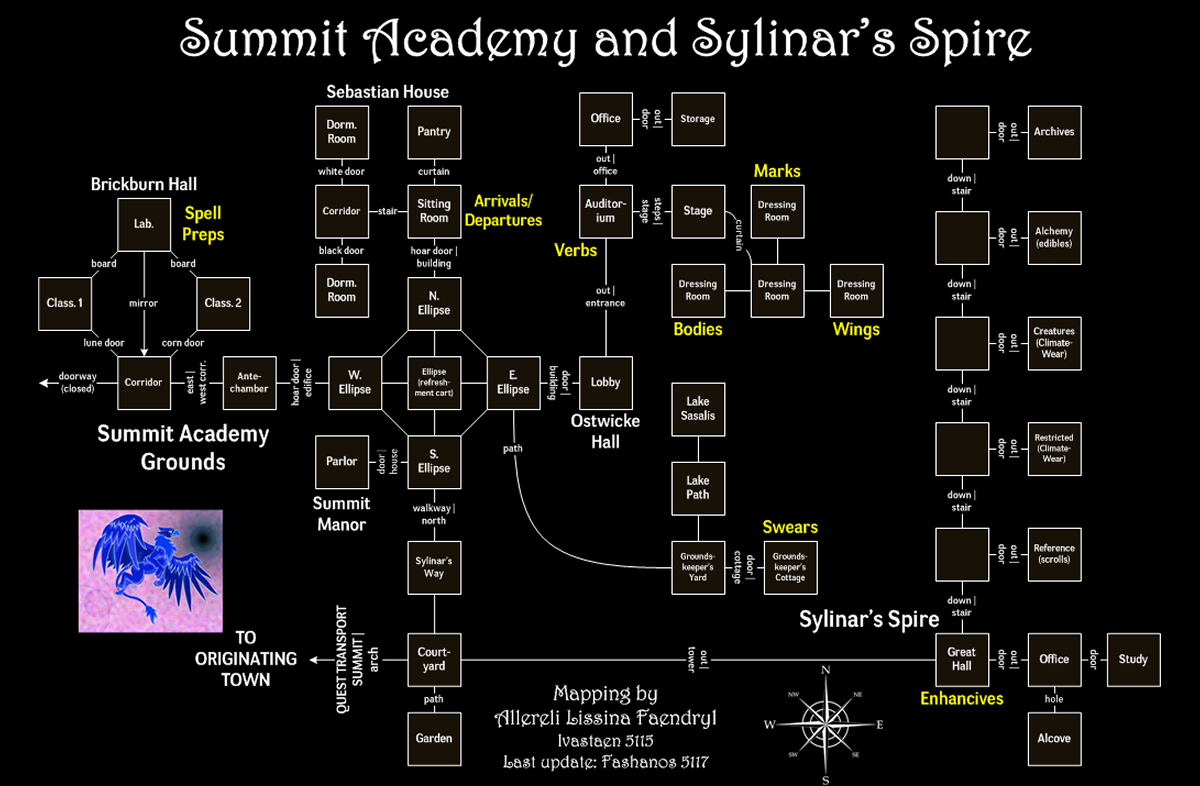 Summit Academy and Sylinar's Spire
Sebastian House
Dorm.
Room
Pantry
white door
curtain
Corridor
stair
Sitting
Room
Arrivals/
Departures
black door
hoar door |
building
Dorm.
Room
Brickburn Hall
Lab.
Spell
Preps
board
board
Class. 1
mirror
Class. 2
lune door
corn door
doorway
(closed)
Corridor
east |
west corr.
Ante-
chamber
hoar door |
edifice
Summit Academy
Grounds
N.
Ellipse
W.
Ellipse
Ellipse
(refresh-
ment cart)
E.
Ellipse
S.
Ellipse
door |
building
Lobby
Ostwicke
Hall
Parlor
door |
house
Summit
Manor
walkway |
north
Sylinar's
Way
path
Office
out |
door
Storage
out |
office
Auditor-
ium
steps |
stage
Stage
Verbs
curtain
Marks
Dressing
Room
Dressing
Room
Dressing
Room
Dressing
Room
Bodies
Wings
out |
entrance
Lake
Sasalis
Lake
Path
Grounds-
keeper's
Yard
door |
cottage
Grounds-
keeper's
Cottage
Swears
out |
door
Archives
down |
stair
out |
door
Alchemy
(edibles)
down |
stair
out |
door
Creatures
(Climate-
Wear)
down |
stair
out |
door
Restricted
(Climate-
Wear)
down |
stair
out |
door
Reference
(scrolls)
down |
stair
Sylinar's Spire
Great
Hall
out |
door
Office
door
Study
Enhancives
hole
Alcove
TO
ORIGINATING
TOWN
QUEST TRANSPORT
SUMMIT |
arch
Court-
yard
out |
tower
path
Garden
Mapping by
Allereli Lissina Faendryl
Ivastaen 5115
Last update: Fashanos 5117
N
NW
NE
W
E
SW
SE
S